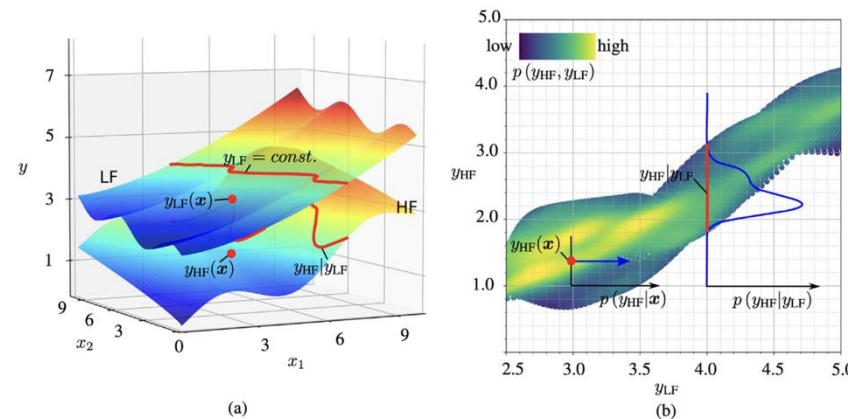 7
5
y
3
1
LF
y_LF = const.
y_LF(x)
HF
y_HF(x)
y_HF|y_LF
9
6
3
x_2
0
3
6
9
x_1
(a)
5.0
low high
p (y_HF, y_LF)
4.0
3.0
y_HF|y_LF
y_HF
2.0
y_HF(x)
1.0
p (y_HF|x)
p (y_HF|y_LF)
2.5 3.0 3.5 4.0 4.5 5.0
y_LF
(b)